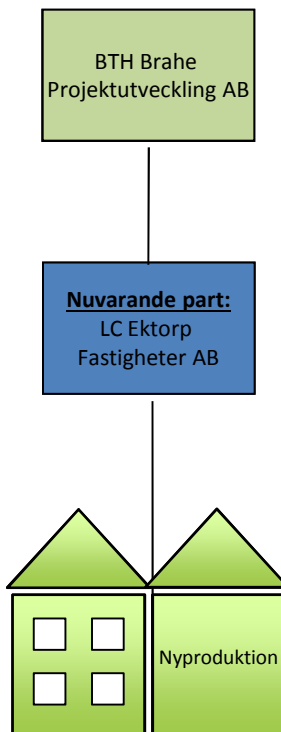 BTH Brahe
Projektutveckling AB
Nuvarande part:
LC Ektorp
Fastigheter AB
Nyproduktion